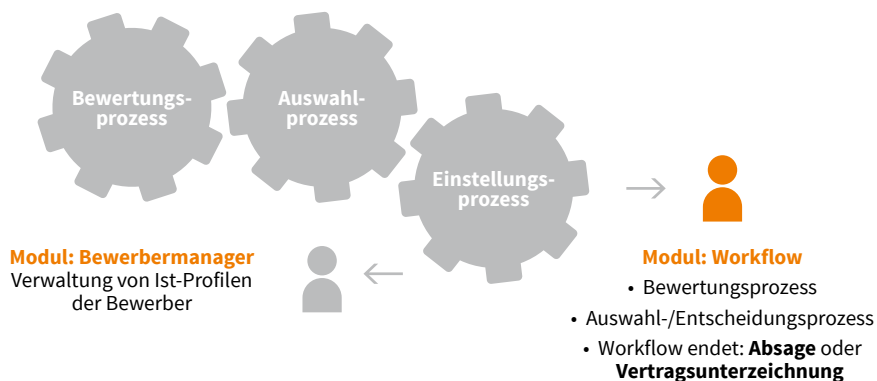 Bewertungs-
prozess
Auswahl-
prozess
Einstellungs-
prozess
Modul: Bewerbermanager
Verwaltung von Ist-Profilen
der Bewerber
Modul: Workflow
• Bewertungsprozess
• Auswahl-/Entscheidungsprozess
• Workflow endet: Absage oder
Vertragsunterzeichnung